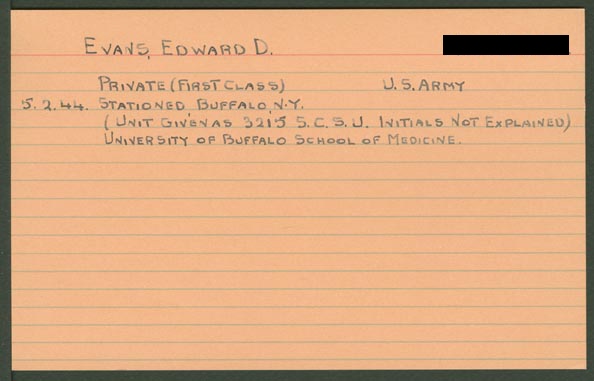 EVANS, EDWARD D.
PRIVATE (FIRST CLASS) U.S. ARMY
5.2.44. STATIONED BUFFALO, N.Y.
(UNIT GIVEN AS 3215 S.C.S.U. INITIALS NOT EXPLAINED)
UNIVERSITY OF BUFFALO SCHOOL OF MEDICINE.